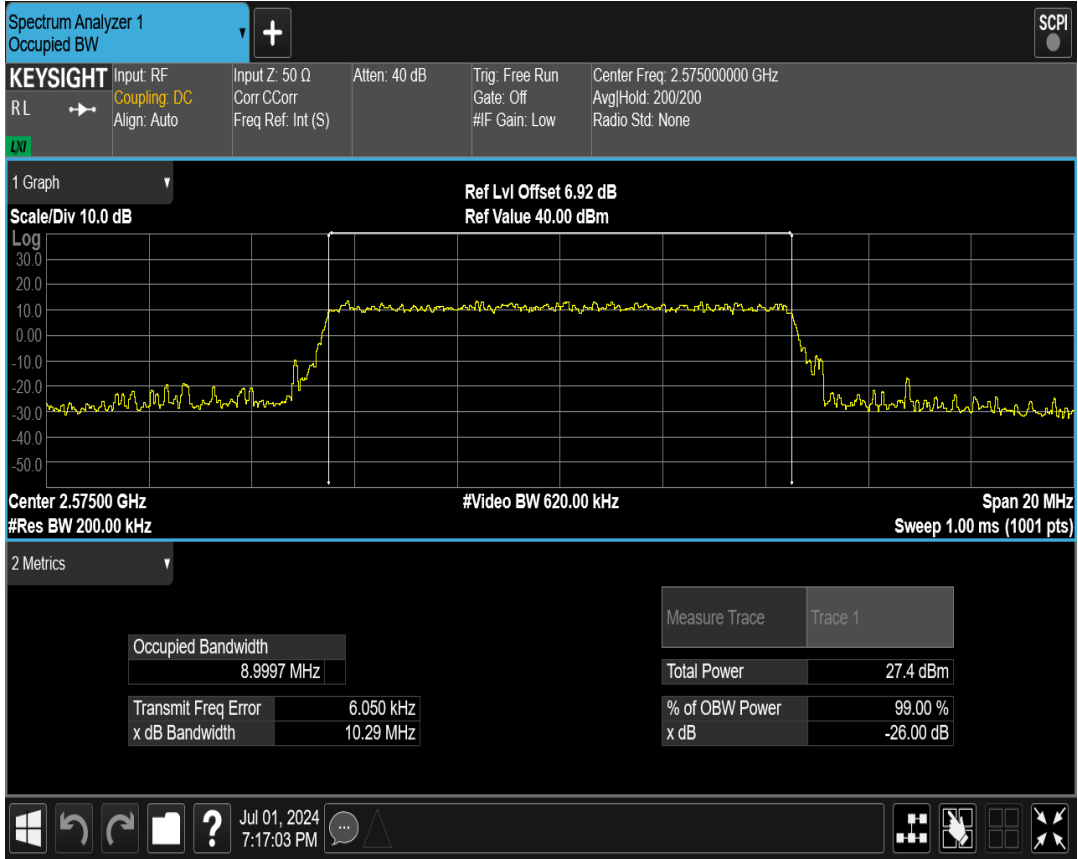 Spectrum Analyzer 1
Occupied BW
+
SCPI
KEYSIGHT
RL
LXI
Input: RF
Coupling: DC
Align: Auto
Input Z: 50 Ω
Corr CCorr
Freq Ref: Int (S)
Atten: 40 dB
Trig: Free Run
Gate: Off
#IF Gain: Low
Center Freq: 2.575000000 GHz
Avg|Hold: 200/200
Radio Std: None
1 Graph
Scale/Div 10.0 dB
Ref Lvl Offset 6.92 dB
Ref Value 40.00 dBm
Log
30.0
20.0
10.0
0.00
-10.0
-20.0
-30.0
-40.0
-50.0
Center 2.57500 GHz
#Video BW 620.00 kHz
Span 20 MHz
#Res BW 200.00 kHz
Sweep 1.00 ms (1001 pts)
2 Metrics
Measure Trace Trace 1
Occupied Bandwidth
8.9997 MHz
Total Power 27.4 dBm
Transmit Freq Error 6.050 kHz
% of OBW Power 99.00 %
x dB Bandwidth 10.29 MHz
x dB -26.00 dB
?
Jul 01, 2024
7:17:03 PM